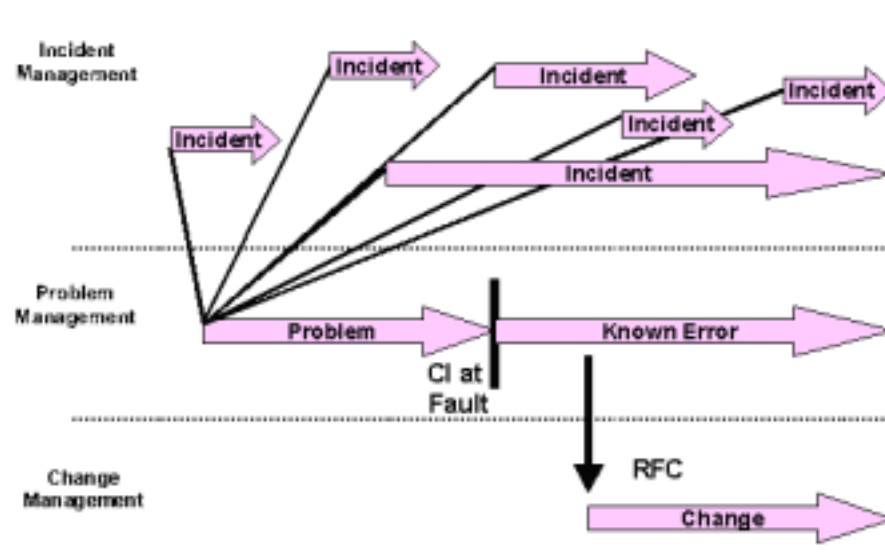 Incident
Management
Incident
Incident
Incident
Incident
Incident
Incident
Problem
Management
Problem
Known Error
CI at
Fault
Change
Management
RFC
Change